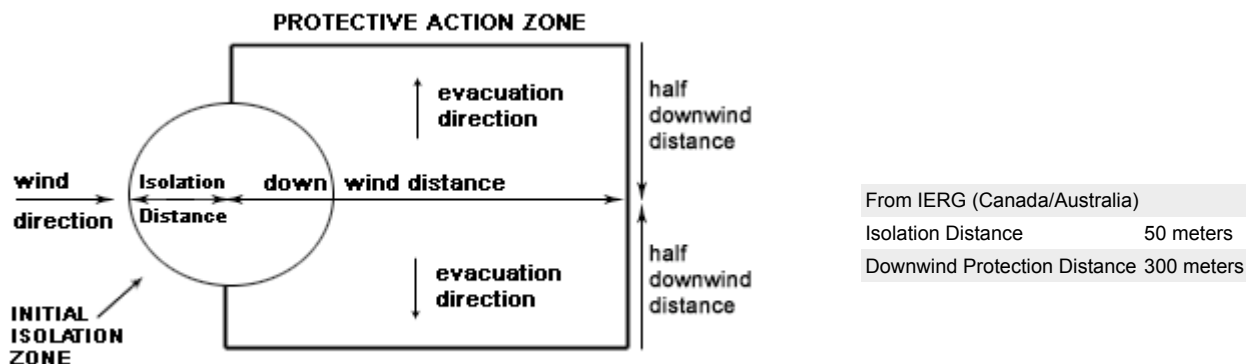 PROTECTIVE ACTION ZONE
evacuation
direction
half
downwind
distance
wind
direction
Isolation
Distance
down wind distance
evacuation
direction
half
downwind
distance
INITIAL
ISOLATION
ZONE
From IERG (Canada/Australia)
Isolation Distance 50 meters
Downwind Protection Distance 300 meters